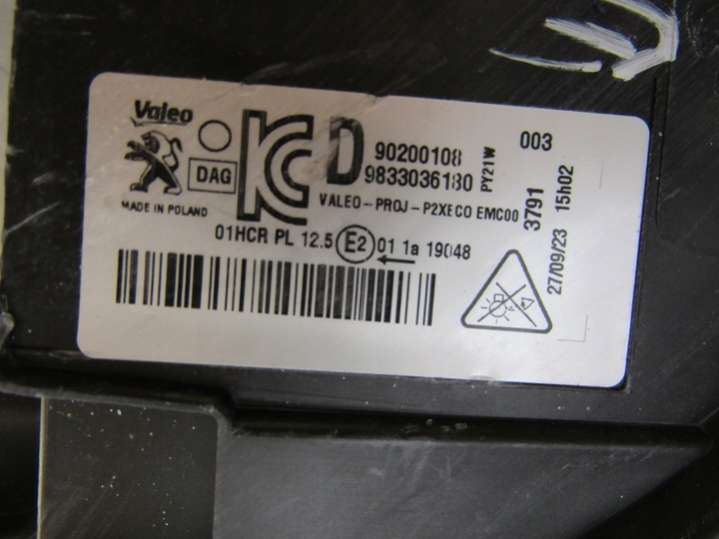 Valeo
DAG
MADE IN POLAND
KC
D
90200108
9833036180
VALEO-PROJ-P2XECO EMC00
01HCR PL 12.5 E2 01 1a 19048
PY21W
003
3791
27/09/23 15h02